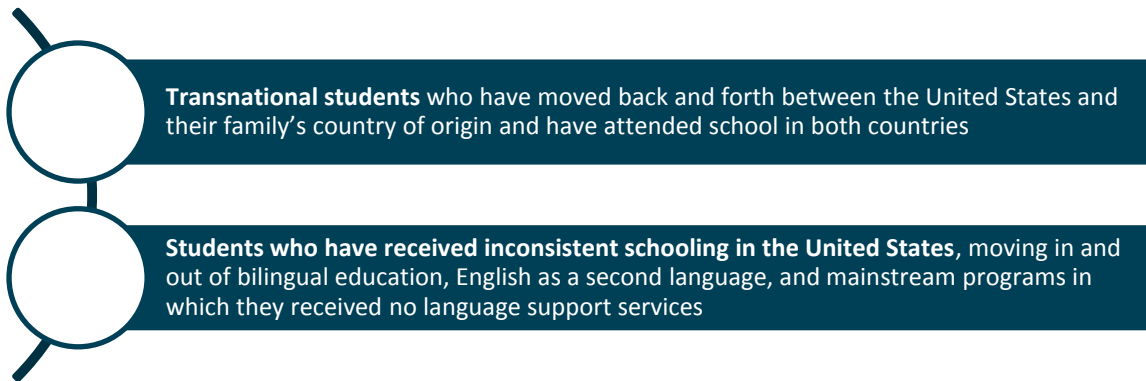 Transnational students who have moved back and forth between the United States and
their family’s country of origin and have attended school in both countries
Students who have received inconsistent schooling in the United States, moving in and
out of bilingual education, English as a second language, and mainstream programs in
which they received no language support services